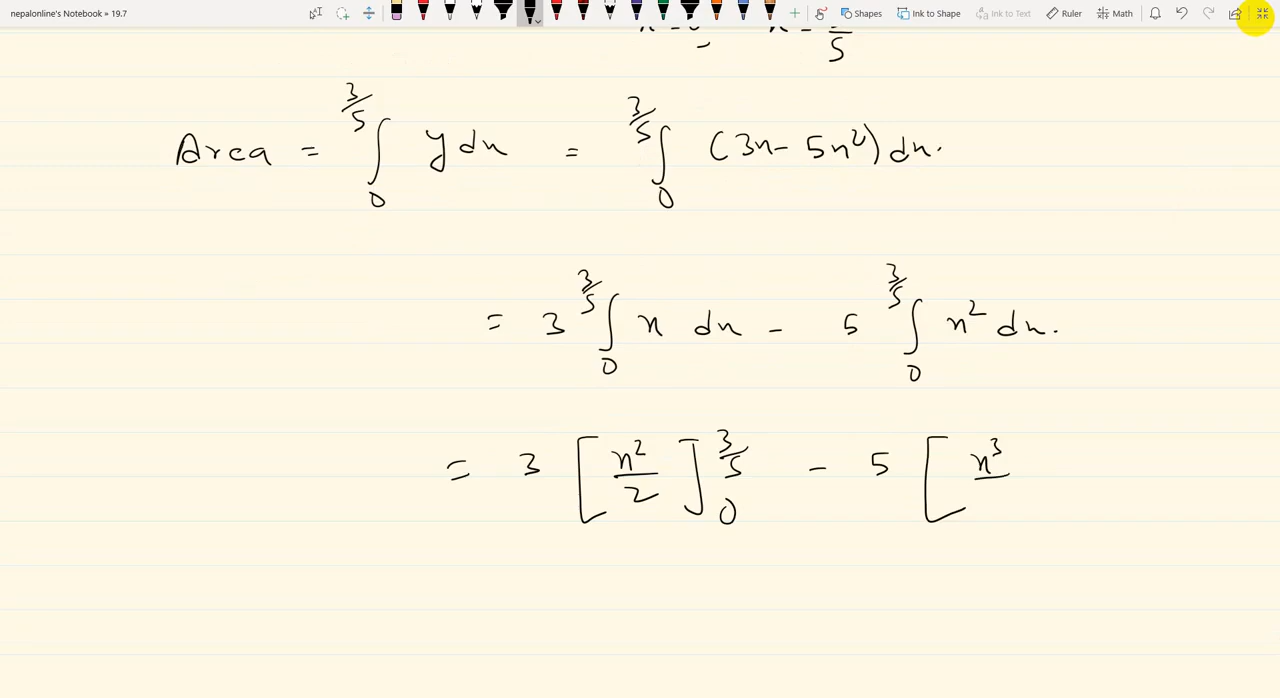 nepalonline's Notebook » 19.7
Shapes Ink to Shape Ink to Text Ruler Math
5
Area = ∫₀^{3/5} y dx = ∫₀^{3/5} (3x - 5x²) dx.
= 3 ∫₀^{3/5} x dx - 5 ∫₀^{3/5} x² dx.
= 3 [x²/2]₀^{3/5} - 5 [x³/